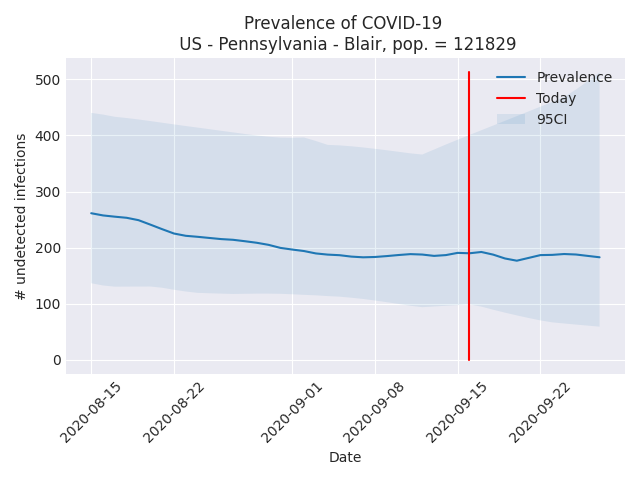 Prevalence of COVID-19
US - Pennsylvania - Blair, pop. = 121829
Prevalence
Today
95CI
# undetected infections
500
400
300
200
100
0
2020-08-15
2020-08-22
2020-09-01
2020-09-08
2020-09-15
2020-09-22
Date